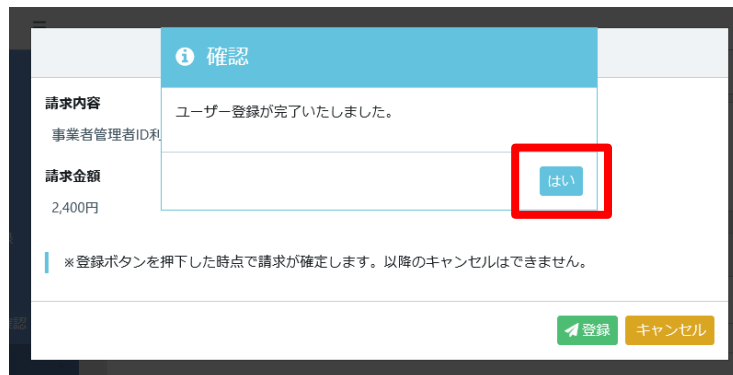 確認
ユーザー登録が完了いたしました。
はい
請求内容
事業者管理者ID利
請求金額
2,400円
※登録ボタンを押下した時点で請求が確定します。以降のキャンセルはできません。
登録
キャンセル